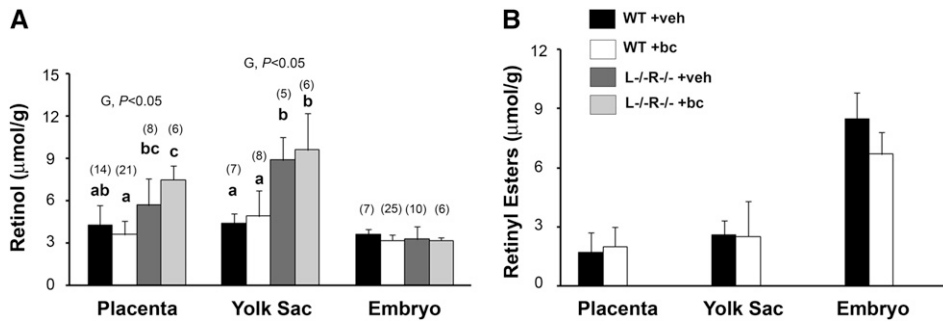 A
G, P<0.05
G, P<0.05
Retinol (μmol/g)
15
12
9
6
3
0
(14)
(21)
(8)
(6)
ab
a
bc
c
(7)
(8)
(5)
(6)
a
a
b
b
(7)
(25)
(10)
(6)
Placenta
Yolk Sac
Embryo
B
WT +veh
WT +bc
L-/-R-/- +veh
L-/-R-/- +bc
Retinyl Esters (μmol/g)
12
9
6
3
0
Placenta
Yolk Sac
Embryo